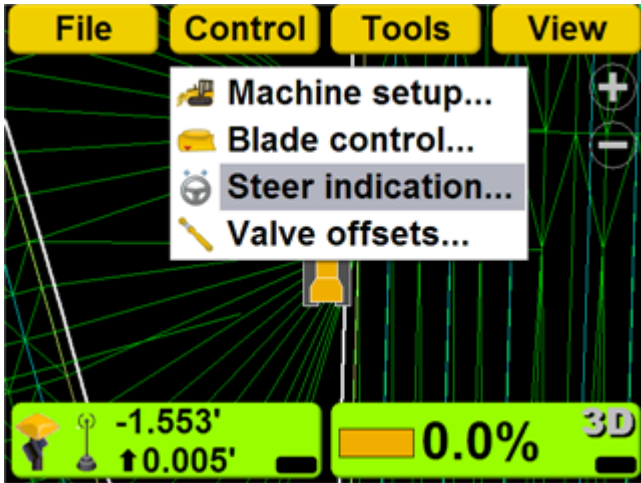 File Control Tools View
Machine setup...
Blade control...
Steer indication...
Valve offsets...
-1.553'
0.005'
0.0%
3D